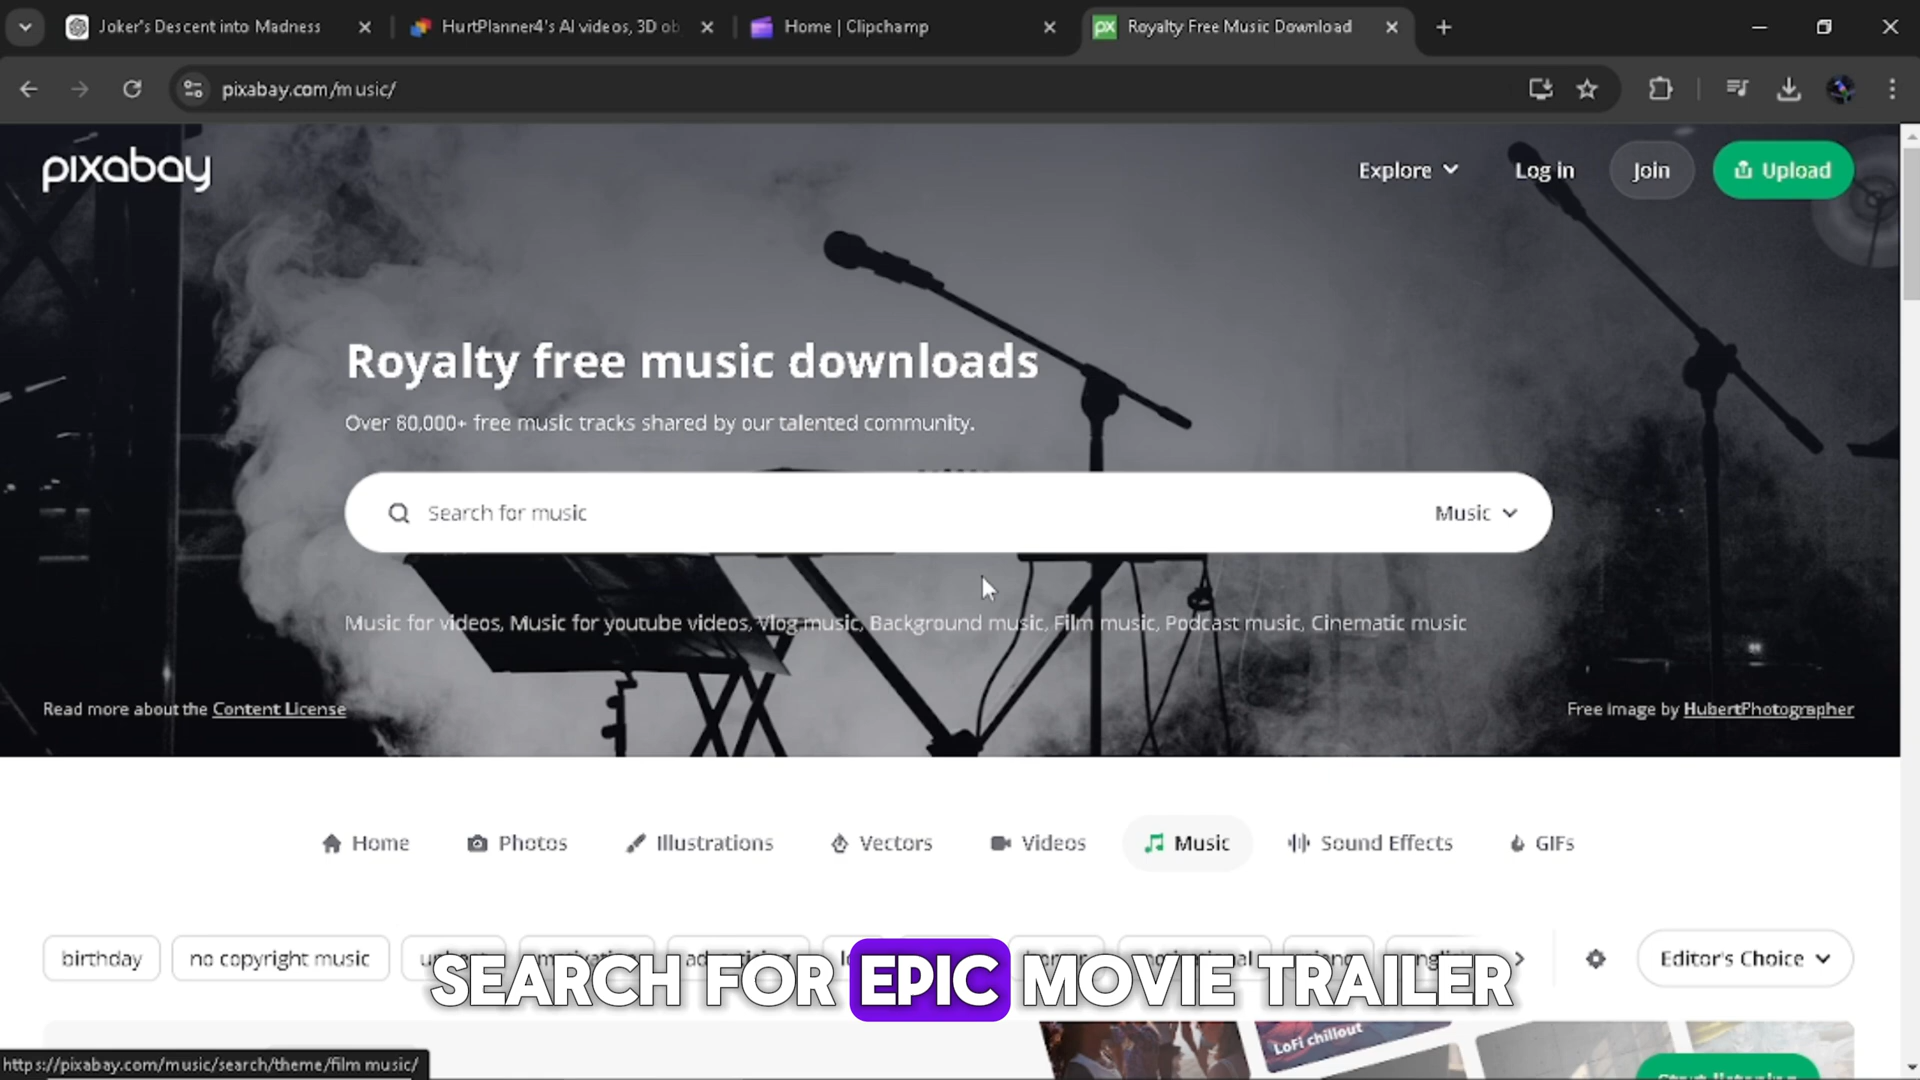 Joker's Descent into Madness
HurtPlanner4's AI videos, 3D ob
Home | Clipchamp
px
Royalty Free Music Download
pixabay.com/music/
pixabay
Explore
Log in
Join
Upload
Royalty free music downloads
Over 80,000+ free music tracks shared by our talented community.
Search for music
Music
Music for videos, Music for youtube videos, Vlog music, Background music, Film music, Podcast music, Cinematic music
Read more about the Content License
Free image by HubertPhotographer
Home
Photos
Illustrations
Vectors
Videos
Music
Sound Effects
GIFs
birthday
no copyright music
Editor's Choice
SEARCH FOR EPIC MOVIE TRAILER
LoFi chillout
https://pixabay.com/music/search/theme/film music/
Start listening